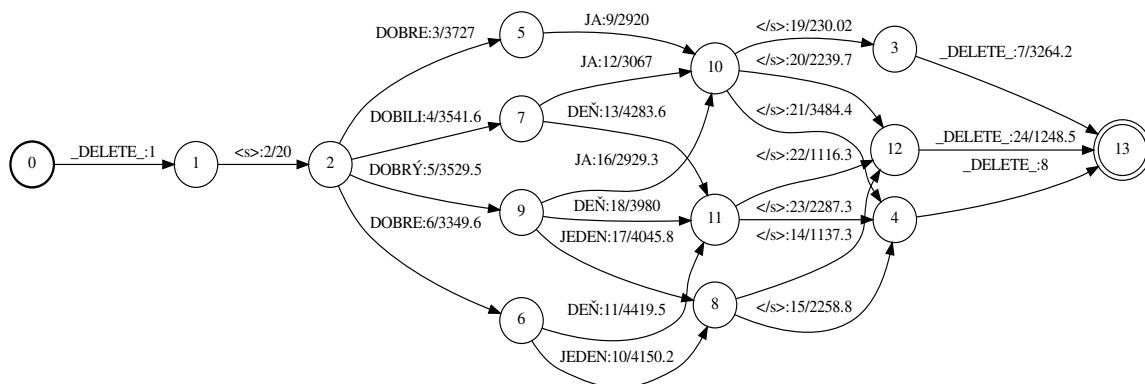 0
_DELETE_:1
1
<s>:2/20
2
DOBRE:3/3727
DOBILI:4/3541.6
DOBRÝ:5/3529.5
DOBRE:6/3349.6
5
7
9
6
JA:9/2920
JA:12/3067
DEŇ:13/4283.6
JA:16/2929.3
DEŇ:18/3980
JEDEN:17/4045.8
DEŇ:11/4419.5
JEDEN:10/4150.2
10
11
8
</s>:19/230.02
</s>:20/2239.7
</s>:21/3484.4
</s>:22/1116.3
</s>:23/2287.3
</s>:14/1137.3
</s>:15/2258.8
3
12
4
_DELETE_:7/3264.2
_DELETE_:24/1248.5
_DELETE_:8
13